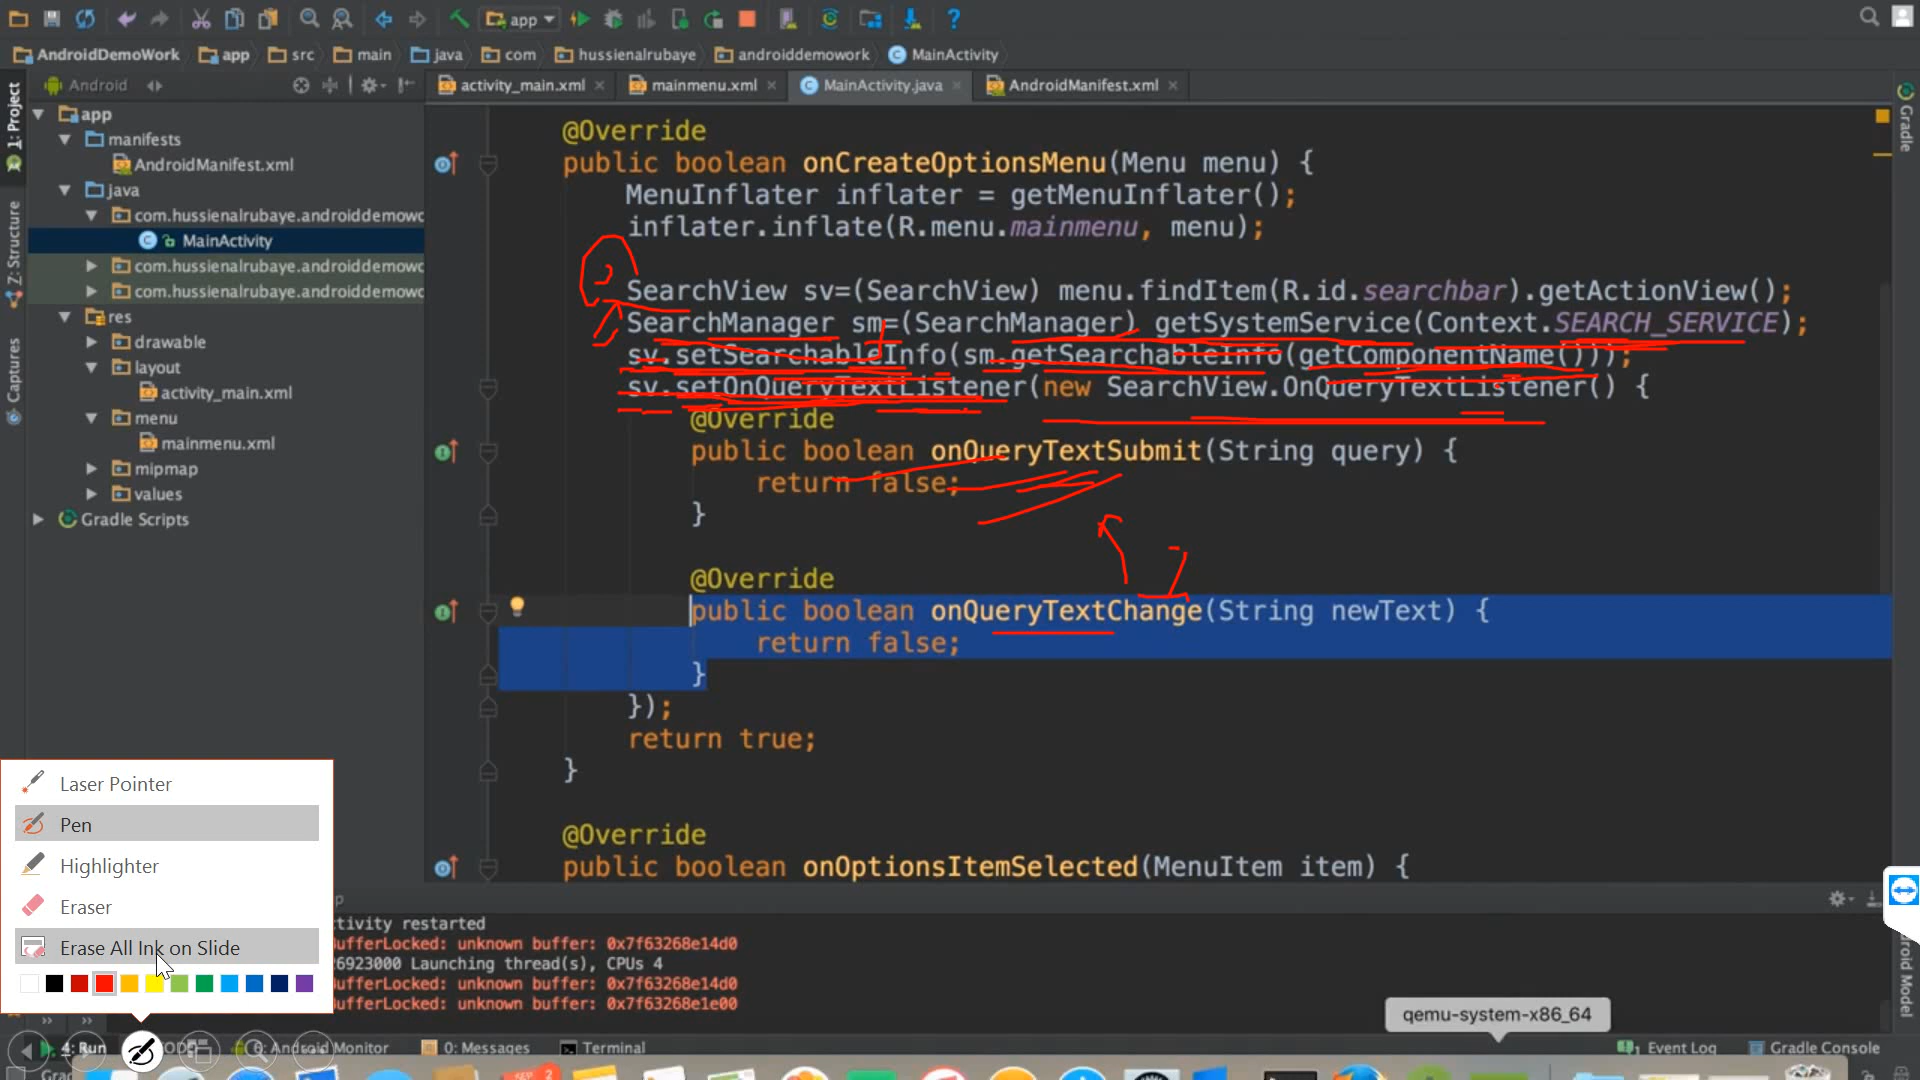 app
AndroidDemoWork
app
src
main
java
com
hussienalrubaye
androiddemowork
MainActivity
Android
activity_main.xml
mainmenu.xml
MainActivity.java
AndroidManifest.xml
1: Project
Z: Structure
Captures
Gradle
app
manifests
AndroidManifest.xml
java
com.hussienalrubaye.androiddemowo
MainActivity
com.hussienalrubaye.androiddemowo
com.hussienalrubaye.androiddemowo
res
drawable
layout
activity_main.xml
menu
mainmenu.xml
mipmap
values
Gradle Scripts
@Override
public boolean onCreateOptionsMenu(Menu menu) {
MenuInflater inflater = getMenuInflater();
inflater.inflate(R.menu.mainmenu, menu);
SearchView sv=(SearchView) menu.findItem(R.id.searchbar).getActionView();
SearchManager sm=(SearchManager) getSystemService(Context.SEARCH_SERVICE);
sv.setSearchableInfo(sm.getSearchableInfo(getComponentName()));
sv.setOnQueryTextListener(new SearchView.OnQueryTextListener() {
@Override
public boolean onQueryTextSubmit(String query) {
return false;
}
@Override
public boolean onQueryTextChange(String newText) {
return false;
}
});
return true;
}
@Override
public boolean onOptionsItemSelected(MenuItem item) {
Laser Pointer
Pen
Highlighter
Eraser
Erase All Ink on Slide
tivity restarted
ufferLocked: unknown buffer: 0x7f63268e14d0
6923000 Launching thread(s), CPUs 4
ufferLocked: unknown buffer: 0x7f63268e14d0
ufferLocked: unknown buffer: 0x7f63268e1e00
qemu-system-x86_64
4: Run
6: Android Monitor
0: Messages
Terminal
1 Event Log
Gradle Console
Grad
SEP 2